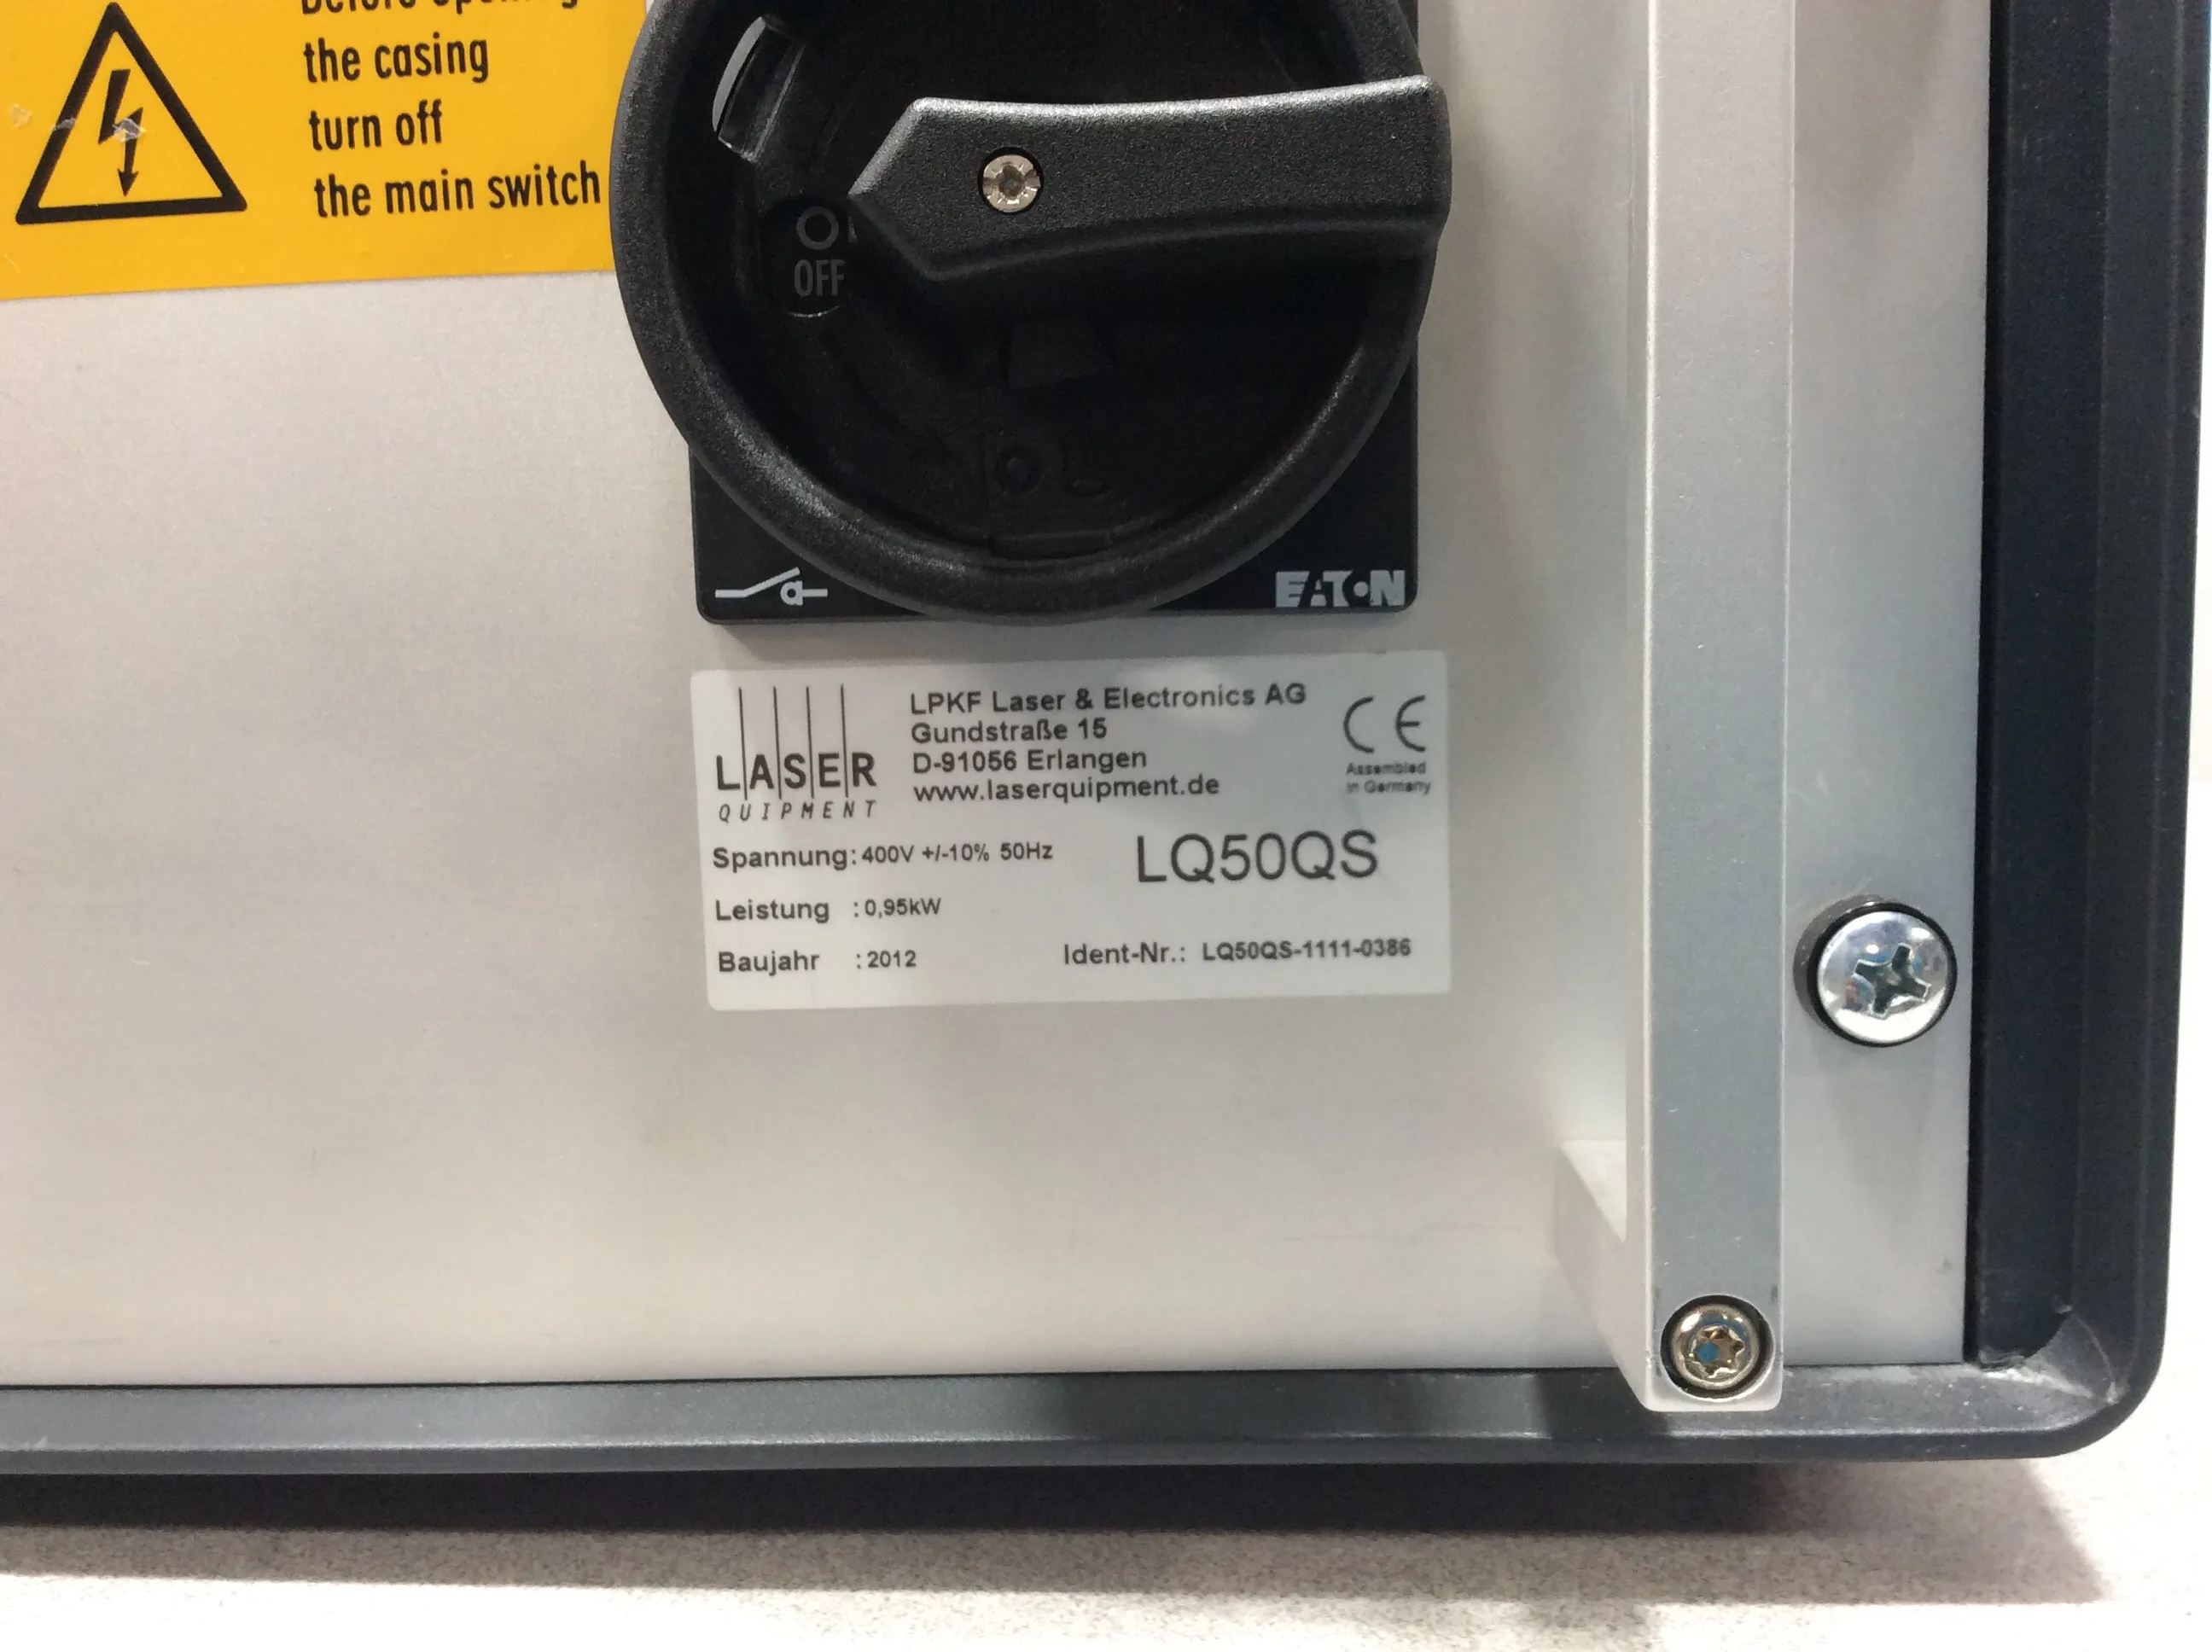 Before opening
the casing
turn off
the main switch
OFF
EATON
LASER
QUIPMENT
LPKF Laser & Electronics AG
Gundstraße 15
D-91056 Erlangen
www.laserquipment.de
CE
Assembled
in Germany
Spannung: 400V +/-10% 50Hz
LQ50QS
Leistung : 0,95kW
Baujahr : 2012
Ident-Nr.: LQ50QS-1111-0386